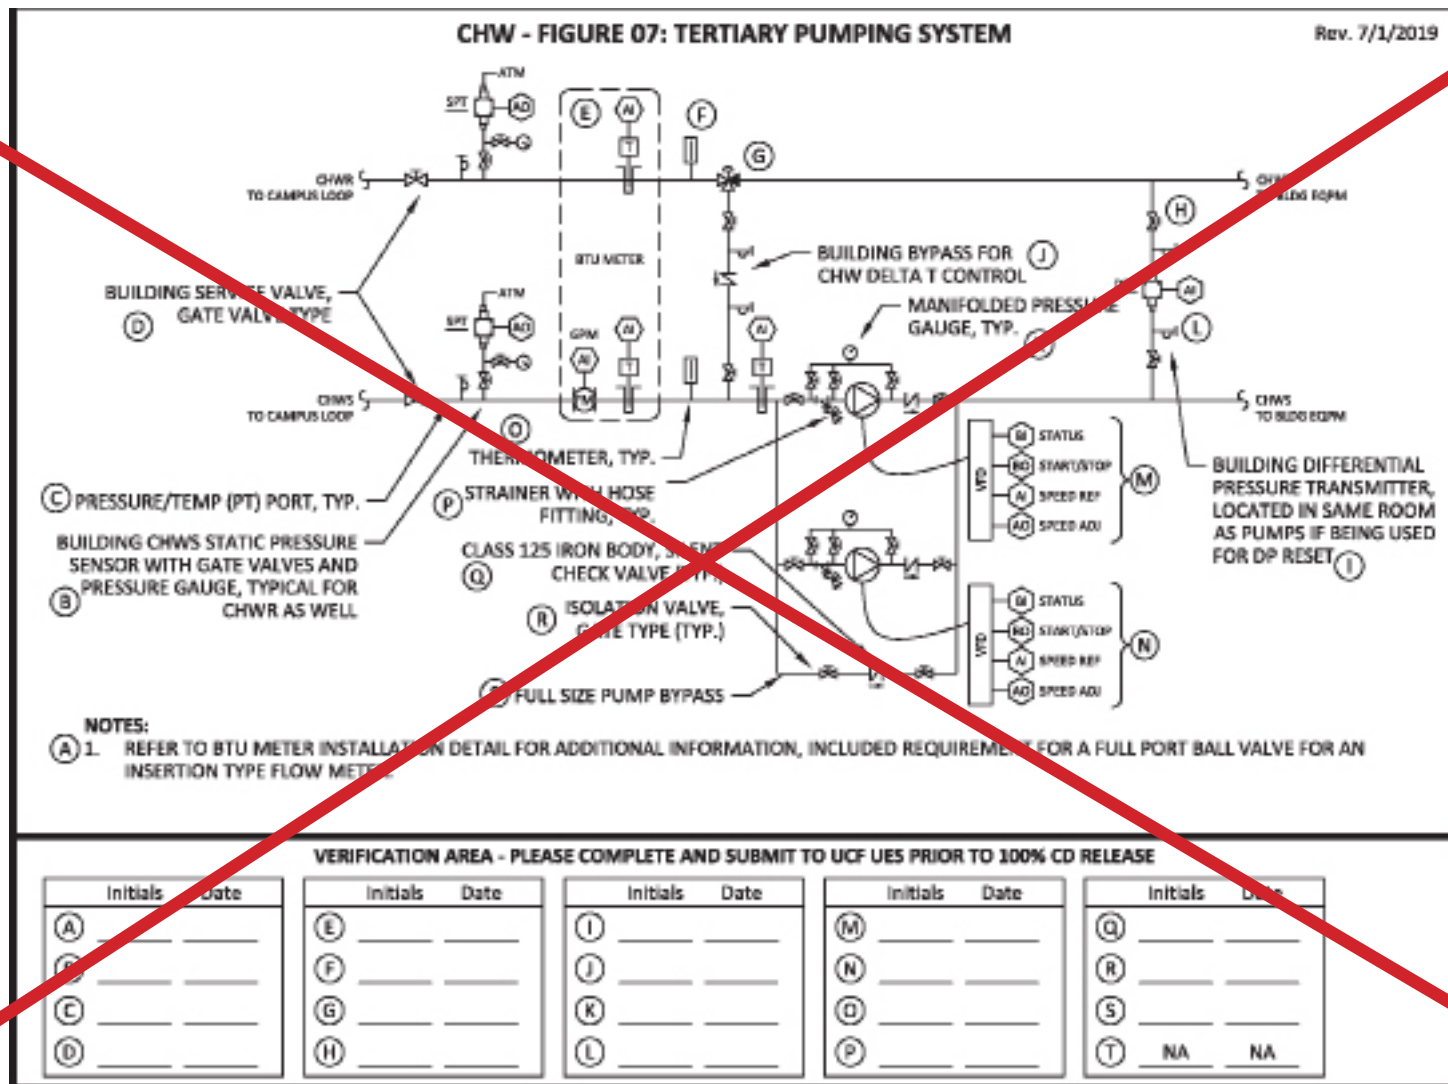 CHW - FIGURE 07: TERTIARY PUMPING SYSTEM
Rev. 7/1/2019
ATM
SPT
AO
G
E
AI
T
F
G
CHWR
TO CAMPUS LOOP
TO BLDG EQPM
H
BTU METER
BUILDING BYPASS FOR
CHW DELTA T CONTROL
J
BUILDING SERVICE VALVE,
GATE VALVE TYPE
D
ATM
SPT
AO
G
GPM
AI
AI
T
AI
T
FM
MANIFOLDED PRESSURE
GAUGE, TYP.
AI
L
CHWS
TO CAMPUS LOOP
CHWS
TO BLDG EQPM
O
THERMOMETER, TYP.
C PRESSURE/TEMP (PT) PORT, TYP.
P STRAINER WITH HOSE
FITTING, TYP.
BUILDING CHWS STATIC PRESSURE
SENSOR WITH GATE VALVES AND
PRESSURE GAUGE, TYPICAL FOR
CHWR AS WELL
B
CLASS 125 IRON BODY, SILENT
CHECK VALVE (TYP.)
Q
R ISOLATION VALVE,
GATE TYPE (TYP.)
FULL SIZE PUMP BYPASS
VFD
BI STATUS
BO START/STOP
AI SPEED REF
AO SPEED ADJ
M
VFD
BI STATUS
BO START/STOP
AI SPEED REF
AO SPEED ADJ
N
BUILDING DIFFERENTIAL
PRESSURE TRANSMITTER,
LOCATED IN SAME ROOM
AS PUMPS IF BEING USED
FOR DP RESET
I
NOTES:
A 1. REFER TO BTU METER INSTALLATION DETAIL FOR ADDITIONAL INFORMATION, INCLUDED REQUIREMENT FOR A FULL PORT BALL VALVE FOR AN
INSERTION TYPE FLOW METER.
VERIFICATION AREA - PLEASE COMPLETE AND SUBMIT TO UCF UES PRIOR TO 100% CD RELEASE
Initials Date
A
B
C
D
Initials Date
E
F
G
H
Initials Date
I
J
K
L
Initials Date
M
N
O
P
Initials Date
Q
R
S
T NA NA